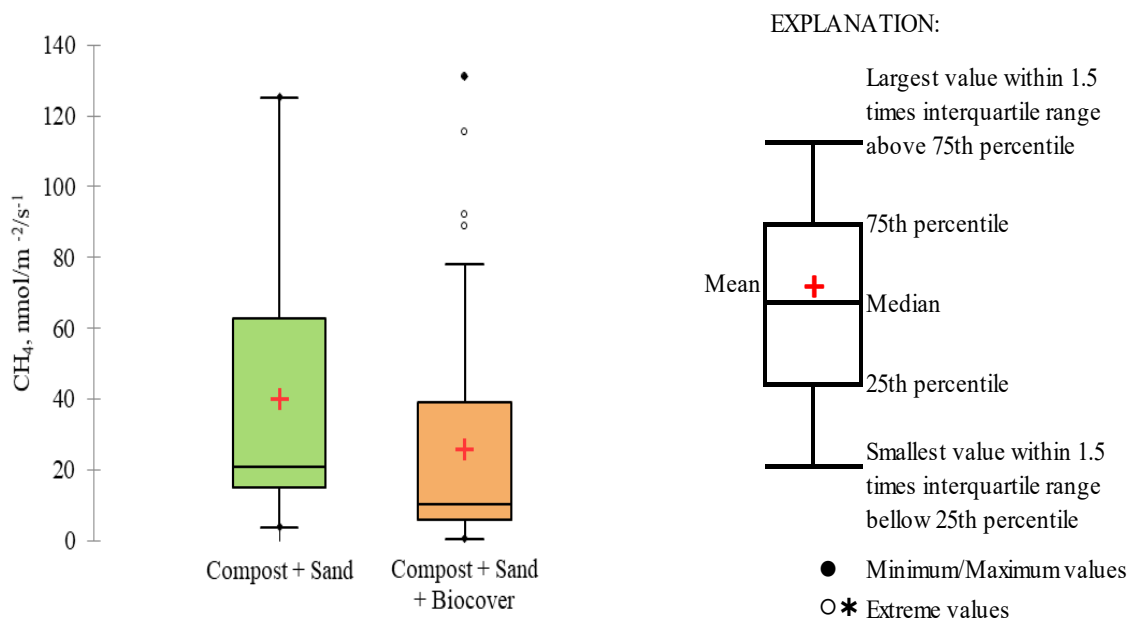 EXPLANATION:
140
120
100
80
60
40
20
0
CH₄, nmol/m ⁻²/s⁻¹
Compost + Sand
Compost + Sand
+ Biocover
Largest value within 1.5
times interquartile range
above 75th percentile
75th percentile
Mean
Median
25th percentile
Smallest value within 1.5
times interquartile range
bellow 25th percentile
Minimum/Maximum values
Extreme values